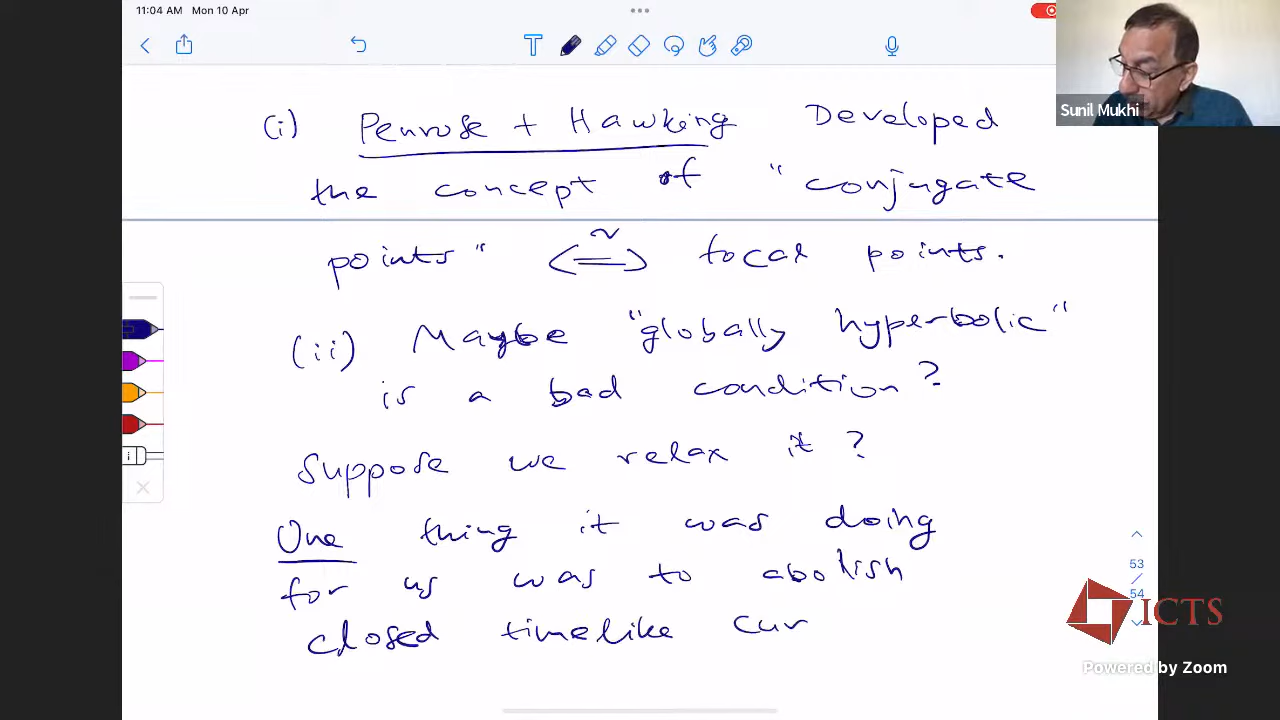 11:04 AM Mon 10 Apr
Sunil Mukhi
(i) Penrose + Hawking Developed
the concept of "conjugate
points" ⟺ focal points.
(ii) Maybe "globally hyperbolic"
is a bad condition?
Suppose we relax it?
One thing it was doing
for us was to abolish
closed timelike cur
53
/
54
ICTS
Powered by Zoom